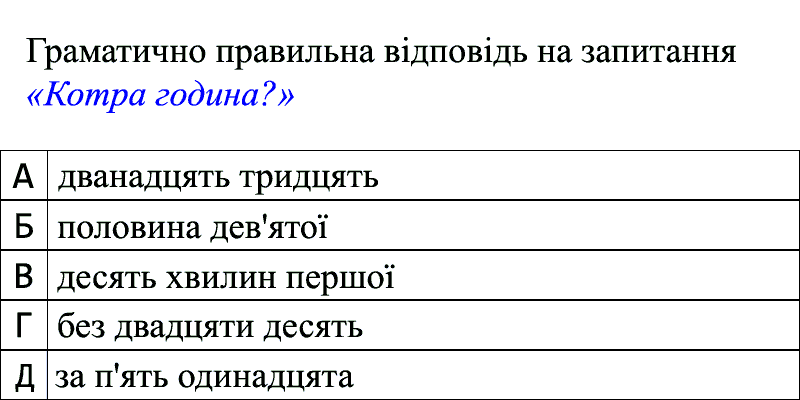 Граматично правильна відповідь на запитання
«Котра година?»
А дванадцять тридцять
Б половина дев'ятої
В десять хвилин першої
Г без двадцяти десять
Д за п'ять одинадцята